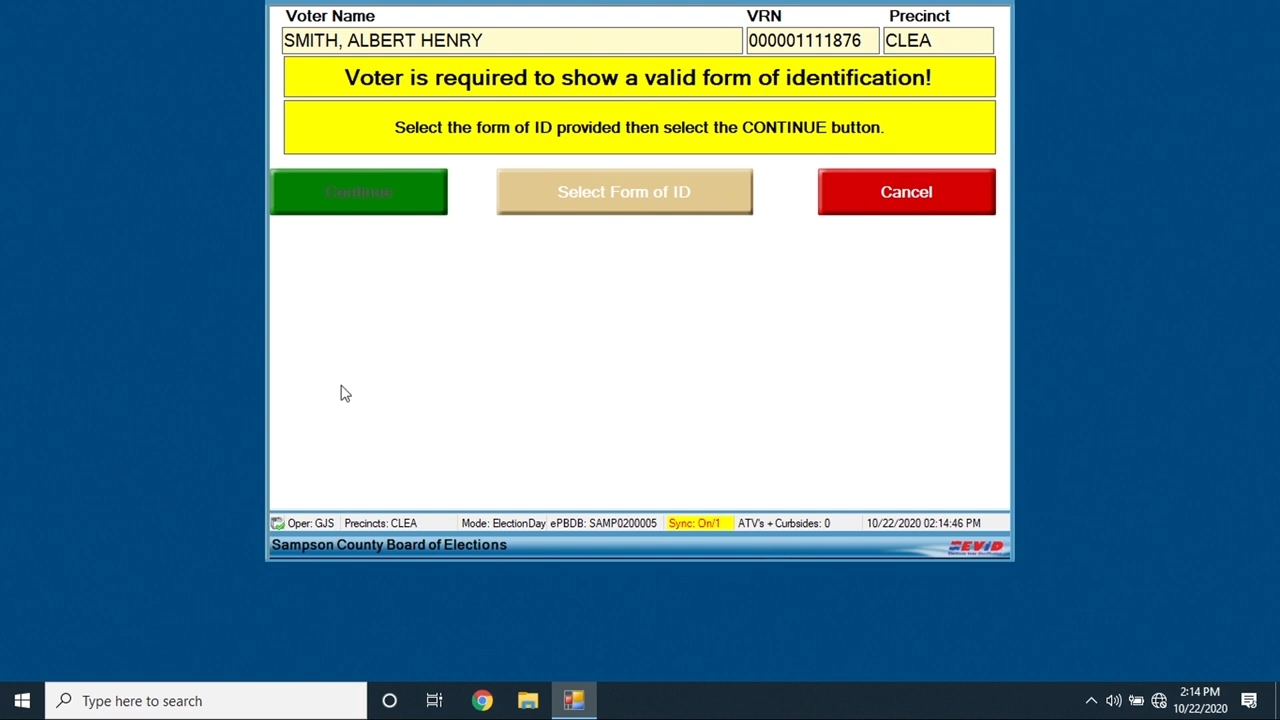 Voter Name VRN Precinct
SMITH, ALBERT HENRY 000001111876 CLEA
Voter is required to show a valid form of identification!
Select the form of ID provided then select the CONTINUE button.
Continue Select Form of ID Cancel
Oper: GJS Precincts: CLEA Mode: ElectionDay ePBDB: SAMP0200005 Sync: On/1 ATV's + Curbsides: 0 10/22/2020 02:14:46 PM
Sampson County Board of Elections EViD
Type here to search
2:14 PM
10/22/2020